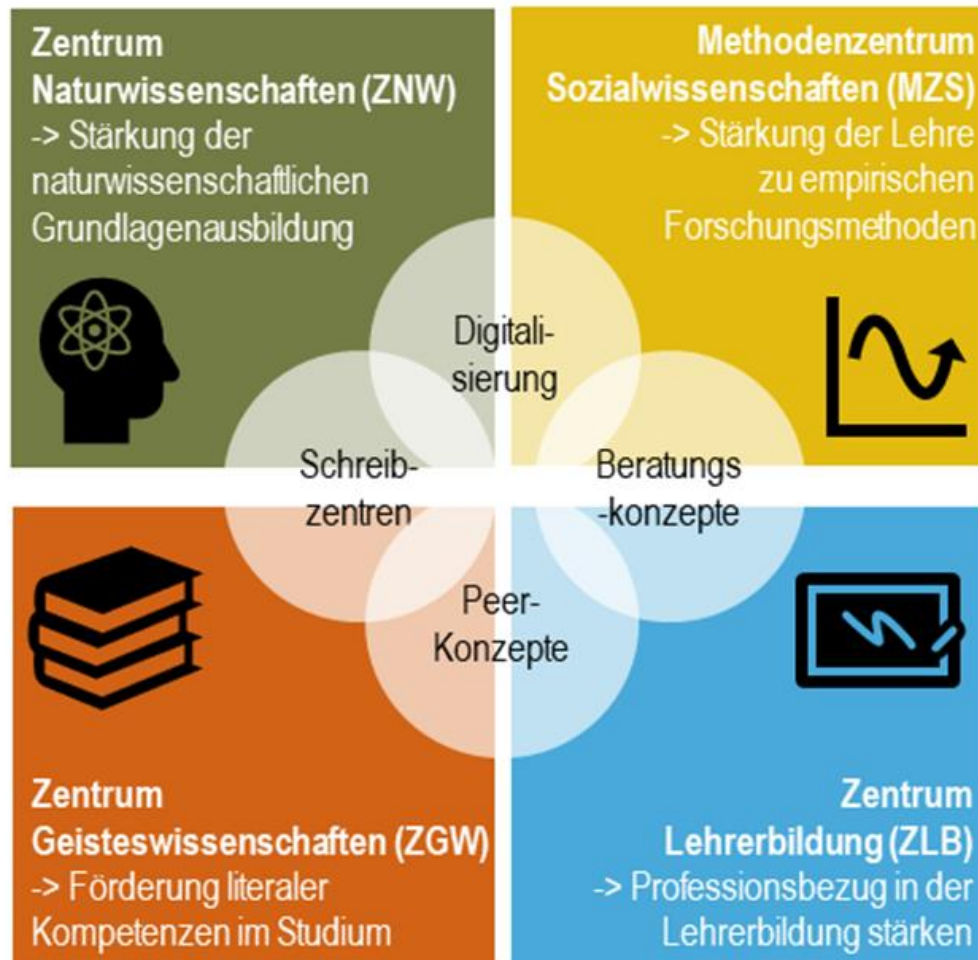 Zentrum
Naturwissenschaften (ZNW)
-> Stärkung der
naturwissenschaftlichen
Grundlagenausbildung
Methodenzentrum
Sozialwissenschaften (MZS)
-> Stärkung der Lehre
zu empirischen
Forschungsmethoden
Digitali-
sierung
Schreib-
zentren
Beratungs
-konzepte
Peer-
Konzepte
Zentrum
Geisteswissenschaften (ZGW)
-> Förderung literaler
Kompetenzen im Studium
Zentrum
Lehrerbildung (ZLB)
-> Professionsbezug in der
Lehrerbildung stärken